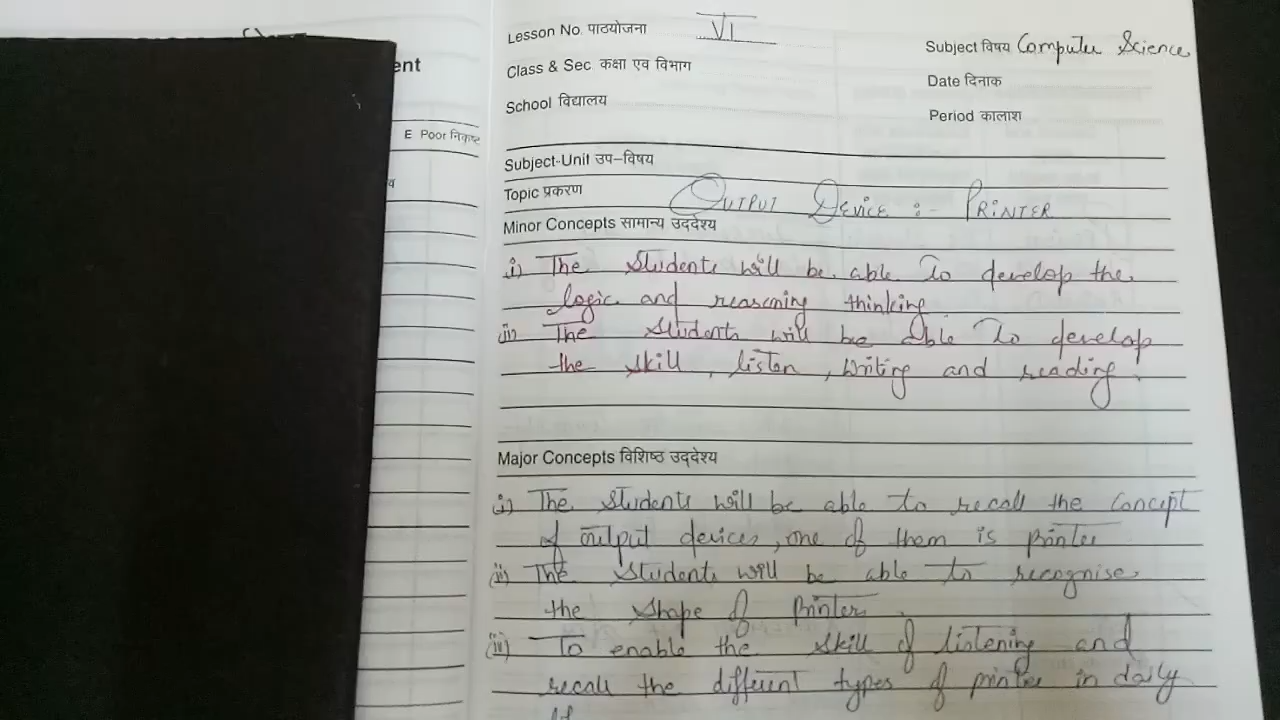 ent
E Poor निकृष्ट
व
Lesson No. पाठयोजना VI
Subject विषय Computer Science
Class & Sec. कक्षा एव विभाग
Date दिनाक
School विद्यालय
Period कालाश
Subject-Unit उप-विषय
Topic प्रकरण OUTPUT DEVICE :- PRINTER
Minor Concepts सामान्य उद्देश्य
i) The students will be able To develop the
logic and reasoning thinking
ii) The students will be able To develop
the skill, listen, writing and reading.
Major Concepts विशिष्ठ उद्देश्य
(i) The students will be able to recall the concept
of output devices, one of them is printer
(ii) The students will be able to recognise
the shape of Printer.
(iii) To enable the skill of listening and
recall the different types of printer in daily